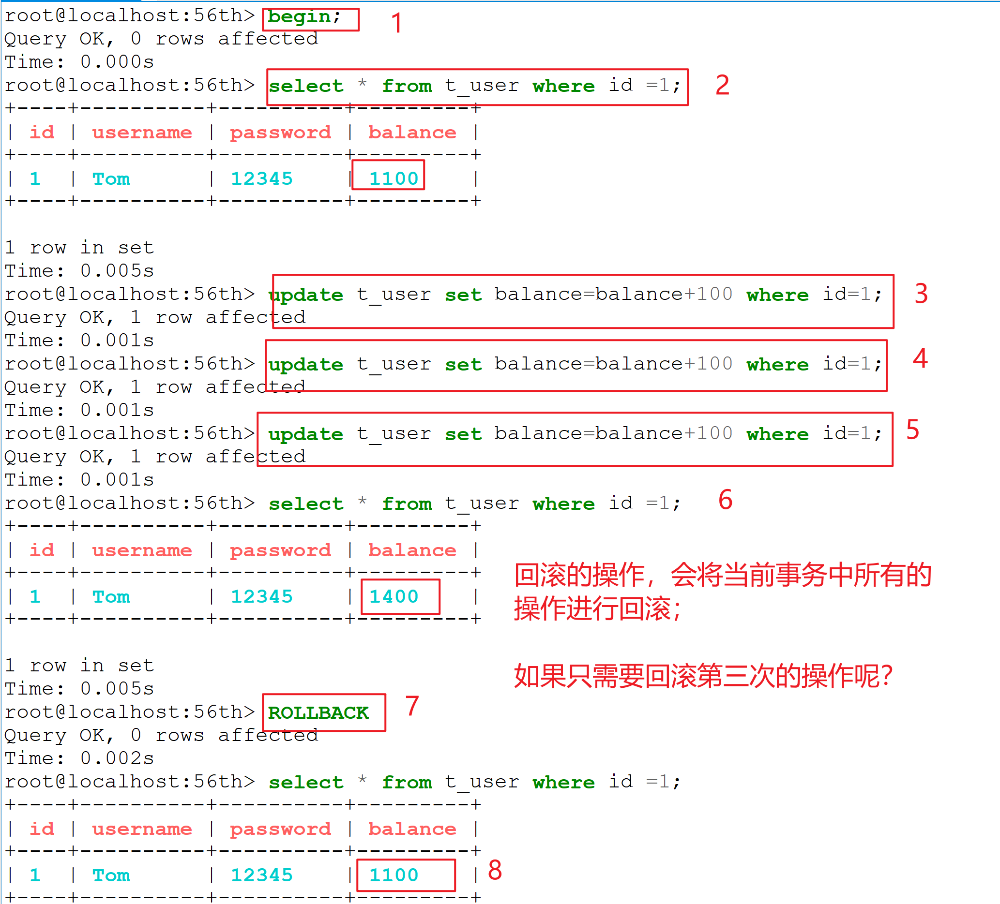 root@localhost:56th> begin; 1
Query OK, 0 rows affected
Time: 0.000s
root@localhost:56th> select * from t_user where id =1; 2
+----+----------+----------+---------+
| id | username | password | balance |
+----+----------+----------+---------+
| 1  | Tom      | 12345    | 1100    |
+----+----------+----------+---------+
1 row in set
Time: 0.005s
root@localhost:56th> update t_user set balance=balance+100 where id=1; 3
Query OK, 1 row affected
Time: 0.001s
root@localhost:56th> update t_user set balance=balance+100 where id=1; 4
Query OK, 1 row affected
Time: 0.001s
root@localhost:56th> update t_user set balance=balance+100 where id=1; 5
Query OK, 1 row affected
Time: 0.001s
root@localhost:56th> select * from t_user where id =1; 6
+----+----------+----------+---------+
| id | username | password | balance |
+----+----------+----------+---------+
| 1  | Tom      | 12345    | 1400    |
+----+----------+----------+---------+
回滚的操作，会将当前事务中所有的
操作进行回滚；
如果只需要回滚第三次的操作呢？
1 row in set
Time: 0.005s
root@localhost:56th> ROLLBACK 7
Query OK, 0 rows affected
Time: 0.002s
root@localhost:56th> select * from t_user where id =1;
+----+----------+----------+---------+
| id | username | password | balance |
+----+----------+----------+---------+
| 1  | Tom      | 12345    | 1100    | 8
+----+----------+----------+---------+